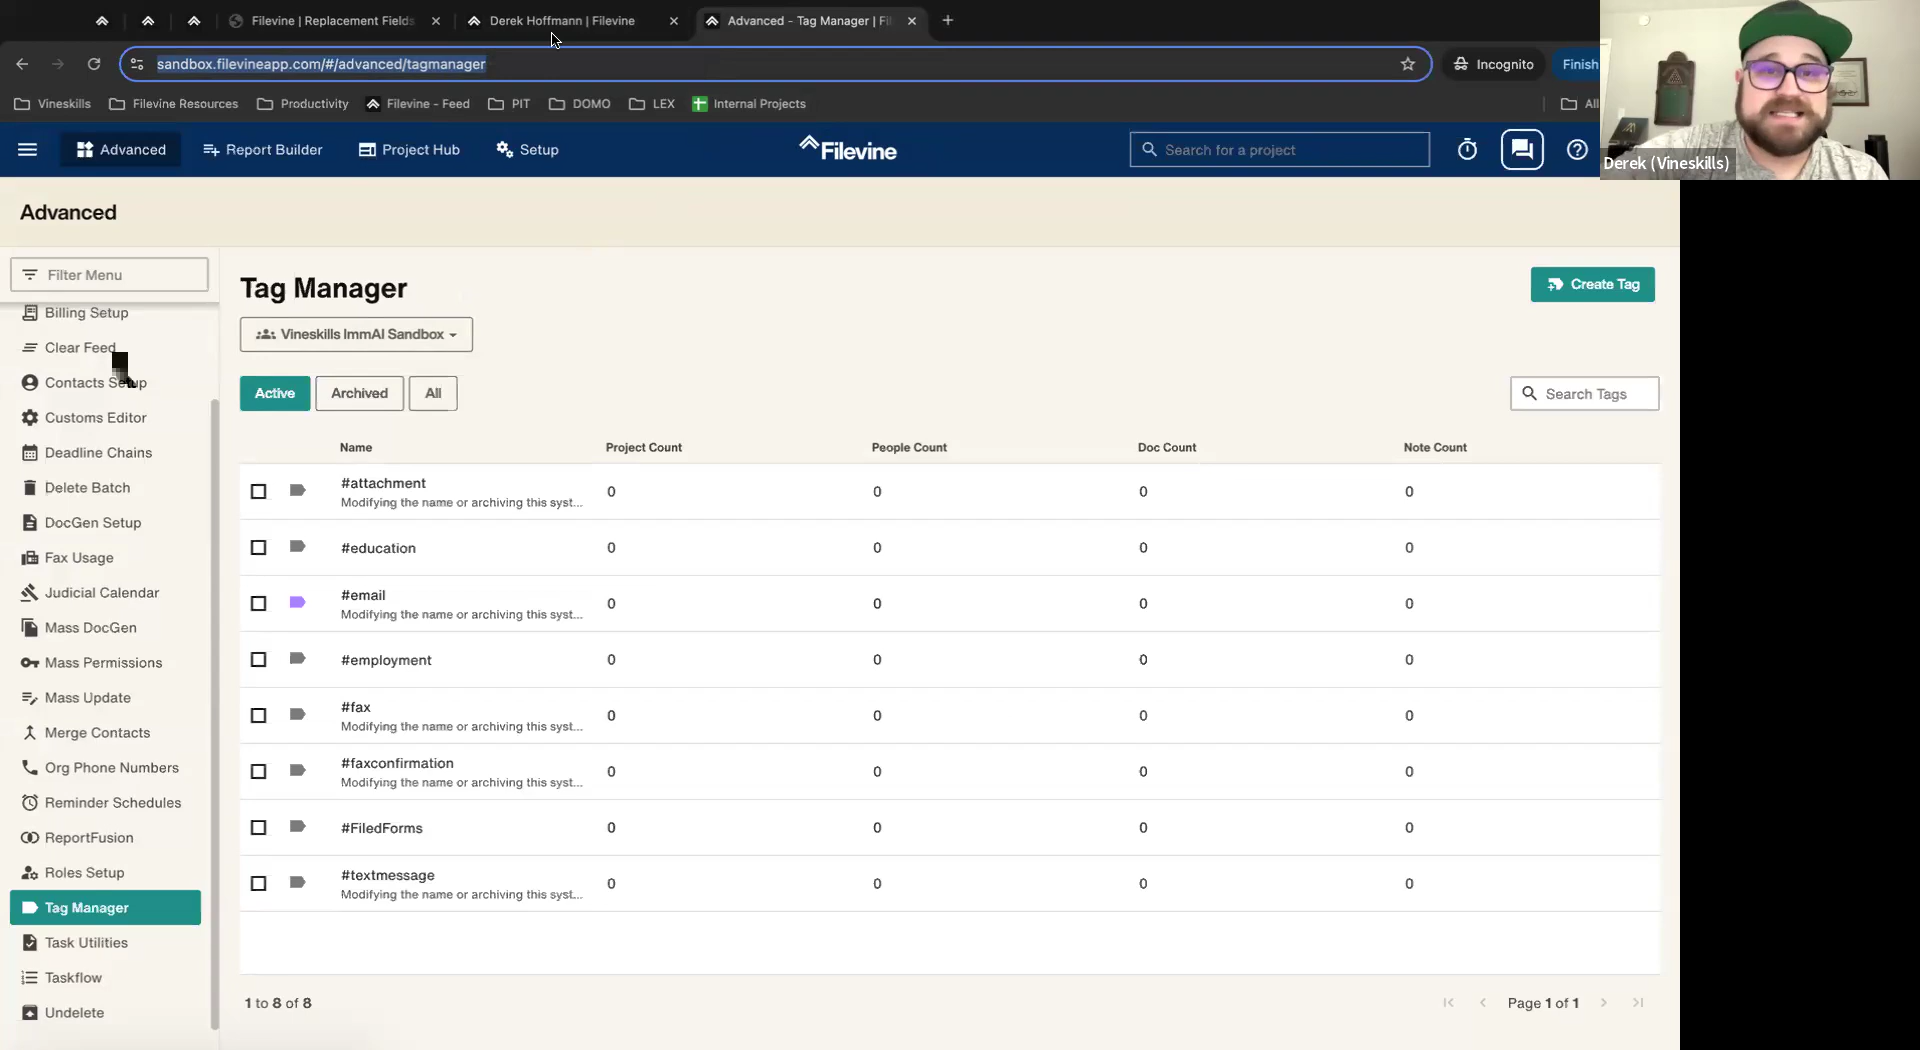 Filevine | Replacement Fields
Derek Hoffmann | Filevine
Advanced - Tag Manager | Fil
sandbox.filevineapp.com/#/advanced/tagmanager
Incognito
Finish
Vineskills
Filevine Resources
Productivity
Filevine - Feed
PIT
DOMO
LEX
Internal Projects
All
Advanced
Report Builder
Project Hub
Setup
Filevine
Search for a project
Derek (Vineskills)
Advanced
Filter Menu
Billing Setup
Clear Feed
Contacts Setup
Customs Editor
Deadline Chains
Delete Batch
DocGen Setup
Fax Usage
Judicial Calendar
Mass DocGen
Mass Permissions
Mass Update
Merge Contacts
Org Phone Numbers
Reminder Schedules
ReportFusion
Roles Setup
Tag Manager
Task Utilities
Taskflow
Undelete
Tag Manager
Create Tag
Vineskills ImmAI Sandbox
Active
Archived
All
Search Tags
Name Project Count People Count Doc Count Note Count
#attachment
Modifying the name or archiving this syst...
0 0 0 0
#education 0 0 0 0
#email
Modifying the name or archiving this syst...
0 0 0 0
#employment 0 0 0 0
#fax
Modifying the name or archiving this syst...
0 0 0 0
#faxconfirmation
Modifying the name or archiving this syst...
0 0 0 0
#FiledForms 0 0 0 0
#textmessage
Modifying the name or archiving this syst...
0 0 0 0
1 to 8 of 8
Page 1 of 1